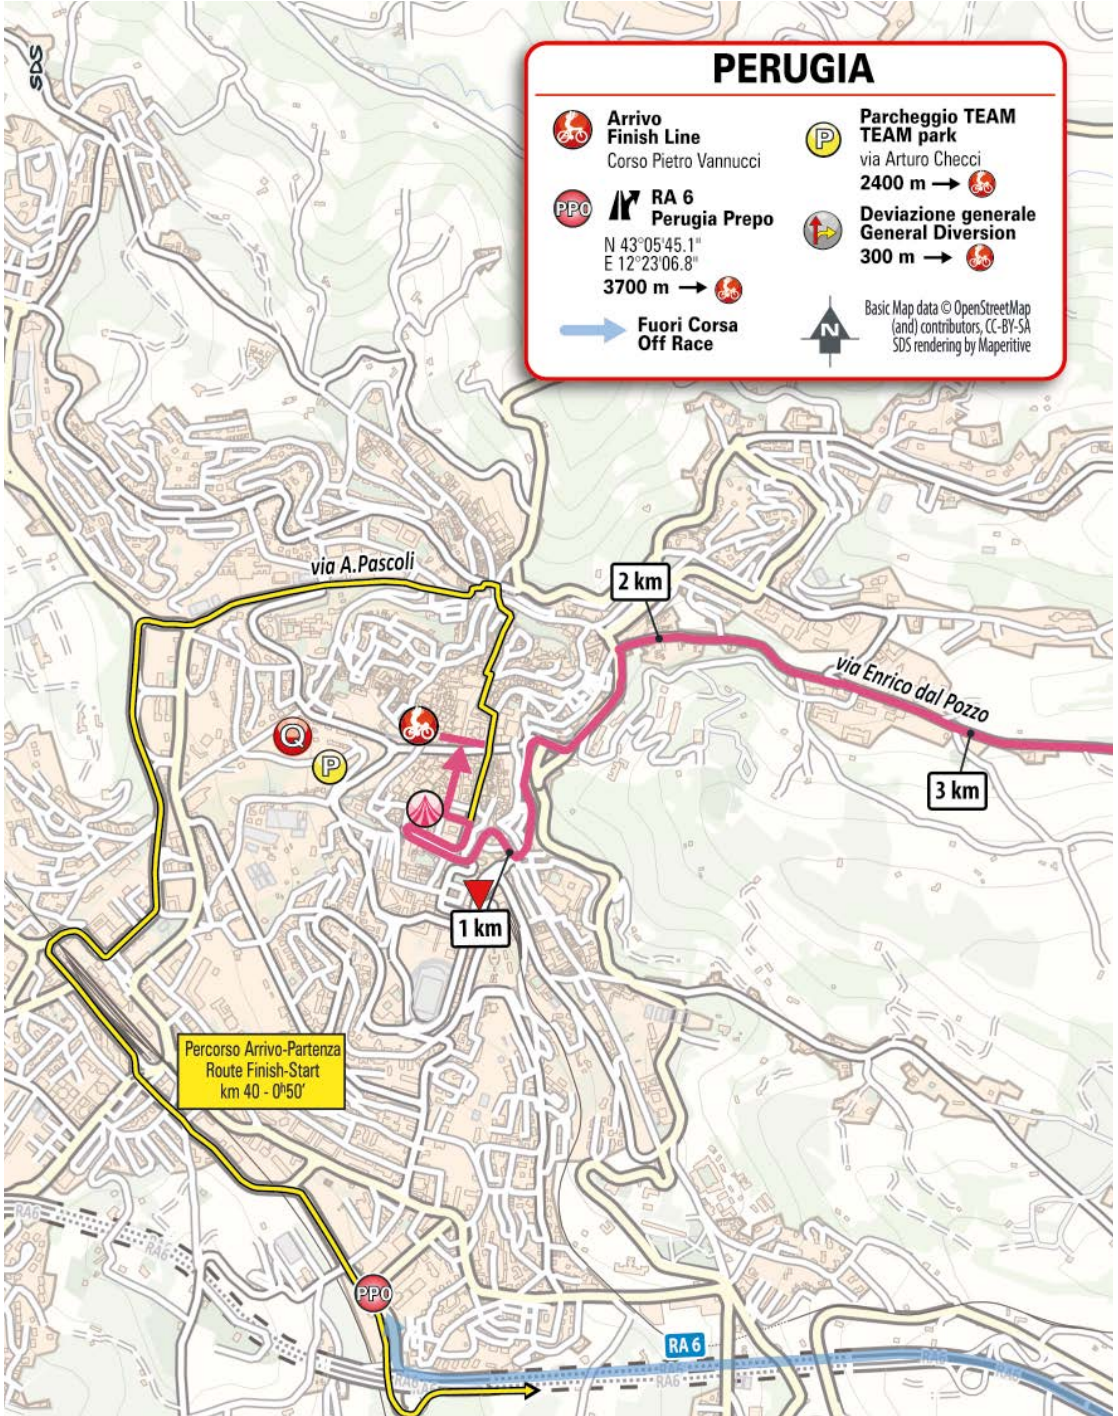 SDS
PERUGIA
Arrivo
Finish Line
Corso Pietro Vannucci
PPO
RA 6
Perugia Prepo
N 43°05'45.1"
E 12°23'06.8"
3700 m
Fuori Corsa
Off Race
P
Parcheggio TEAM
TEAM park
via Arturo Checci
2400 m
Deviazione generale
General Diversion
300 m
N
Basic Map data © OpenStreetMap
(and) contributors, CC-BY-SA
SDS rendering by Maperitive
via A.Pascoli
2 km
via Enrico dal Pozzo
Q
P
3 km
1 km
Percorso Arrivo-Partenza
Route Finish-Start
km 40 - 0h50'
RA6
RA6
PPO
RA 6
RA6
RA6
RA6
RA6